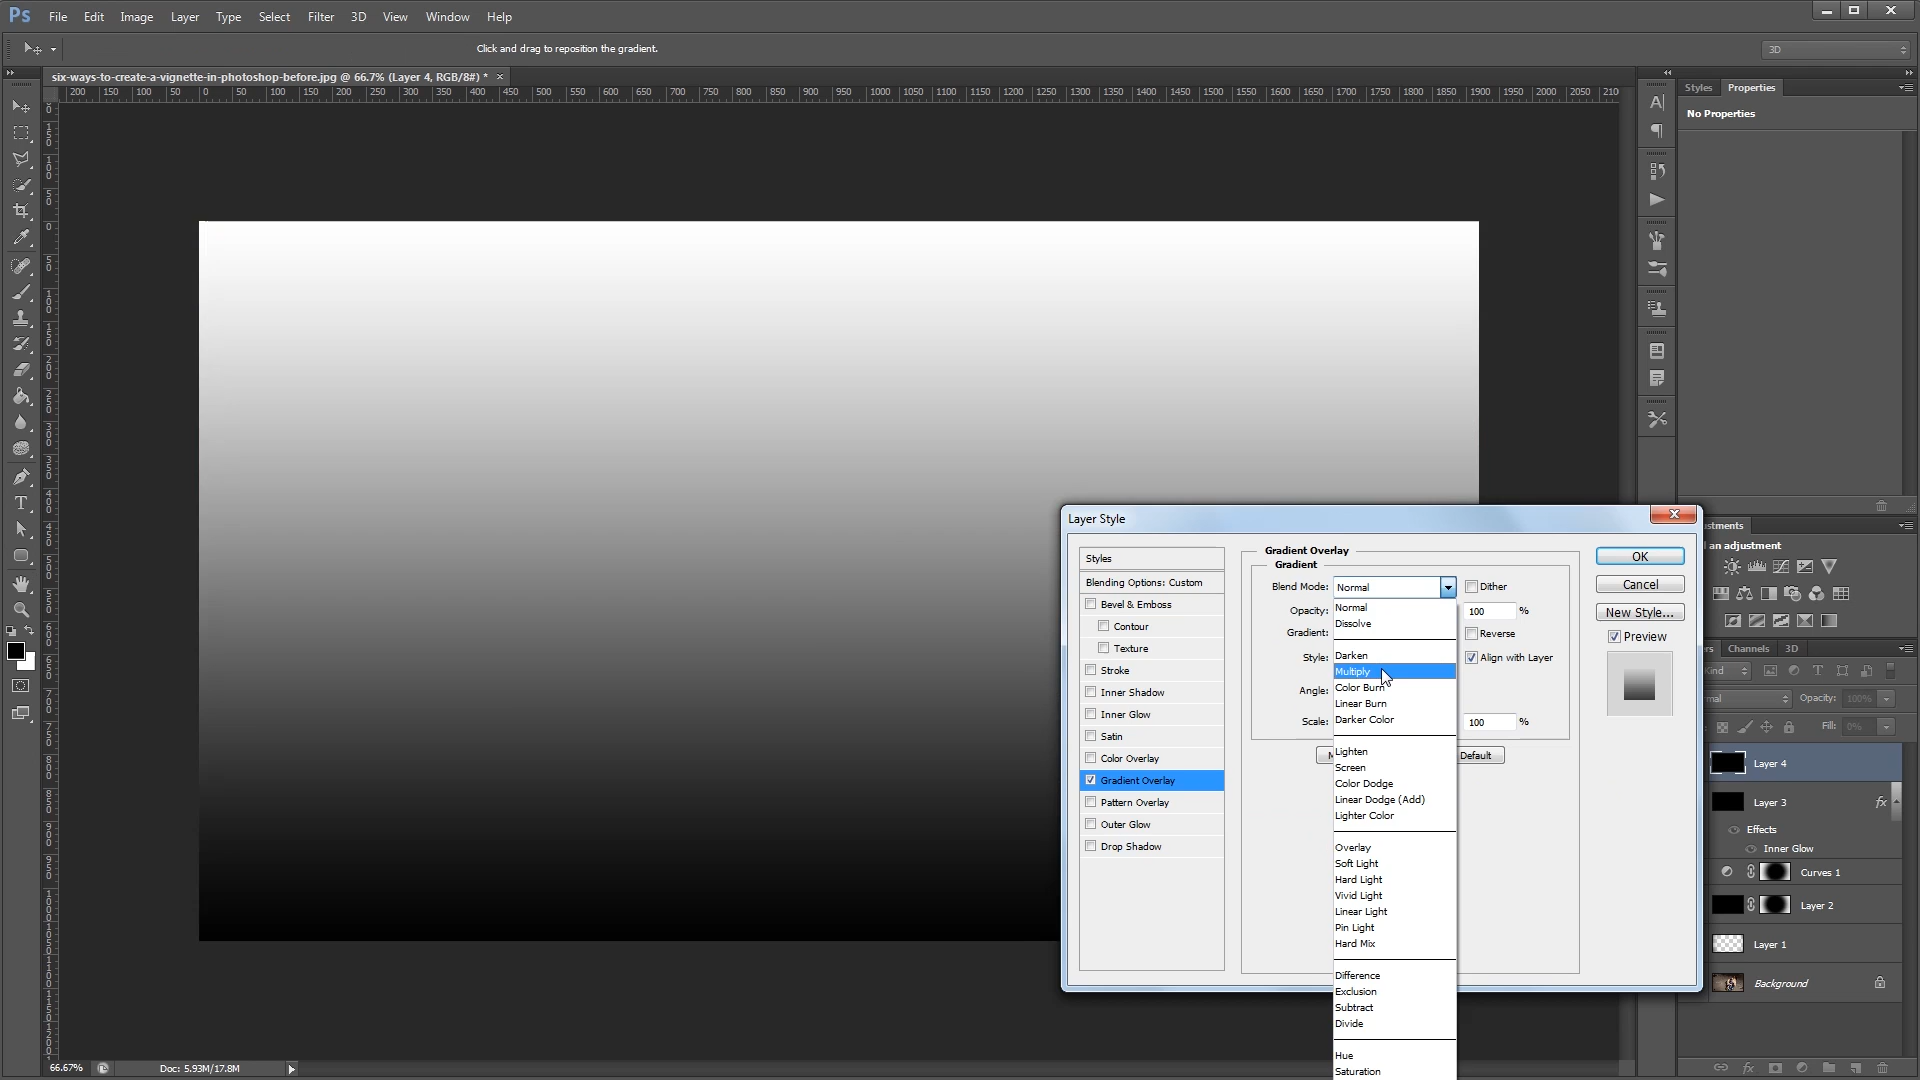 Ps File Edit Image Layer Type Select Filter 3D View Window Help
Click and drag to reposition the gradient.
3D
six-ways-to-create-a-vignette-in-photoshop-before.jpg @ 66.7% (Layer 4, RGB/8#) *
200 150 100 50 0 50 100 150 200 250 300 350 400 450 500 550 600 650 700 750 800 850 900 950 1000 1050 1100 1150 1200 1250 1300 1350 1400 1450 1500 1550 1600 1650 1700 1750 1800 1850 1900 1950 2000 2050
Styles Properties
No Properties
Layer Style
Styles
Blending Options: Custom
Bevel & Emboss
Contour
Texture
Stroke
Inner Shadow
Inner Glow
Satin
Color Overlay
Gradient Overlay
Pattern Overlay
Outer Glow
Drop Shadow
Gradient Overlay
Gradient
Blend Mode: Normal
Dither
Opacity: 100 %
Gradient: Reverse
Style: Align with Layer
Angle:
Scale: 100 %
Default
Normal
Dissolve
Darken
Multiply
Color Burn
Linear Burn
Darker Color
Lighten
Screen
Color Dodge
Linear Dodge (Add)
Lighter Color
Overlay
Soft Light
Hard Light
Vivid Light
Linear Light
Pin Light
Hard Mix
Difference
Exclusion
Subtract
Divide
Hue
Saturation
OK
Cancel
New Style...
Preview
stments
an adjustment
Channels 3D
Opacity: 100%
Fill: 0%
Layer 4
Layer 3 fx
Effects
Inner Glow
Curves 1
Layer 2
Layer 1
Background
66.67% Doc: 5.93M/17.8M